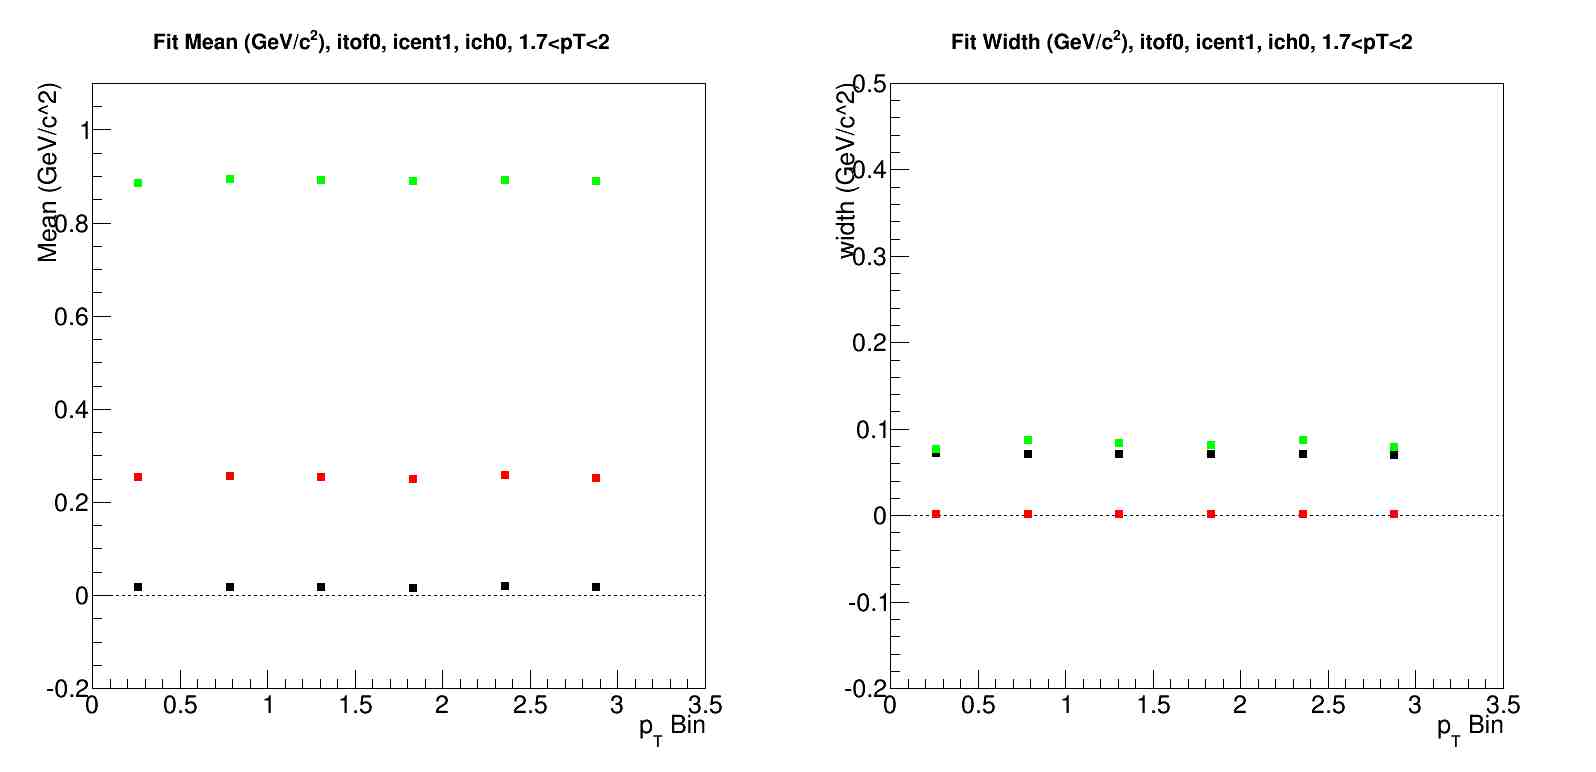 Fit Mean (GeV/c²), itof0, icent1, ich0, 1.7<pT<2
Mean (GeV/c^2)
1
0.8
0.6
0.4
0.2
0
-0.2
0 0.5 1 1.5 2 2.5 3 3.5
p_T Bin
Fit Width (GeV/c²), itof0, icent1, ich0, 1.7<pT<2
width (GeV/c^2)
0.5
0.4
0.3
0.2
0.1
0
-0.1
-0.2
0 0.5 1 1.5 2 2.5 3 3.5
p_T Bin